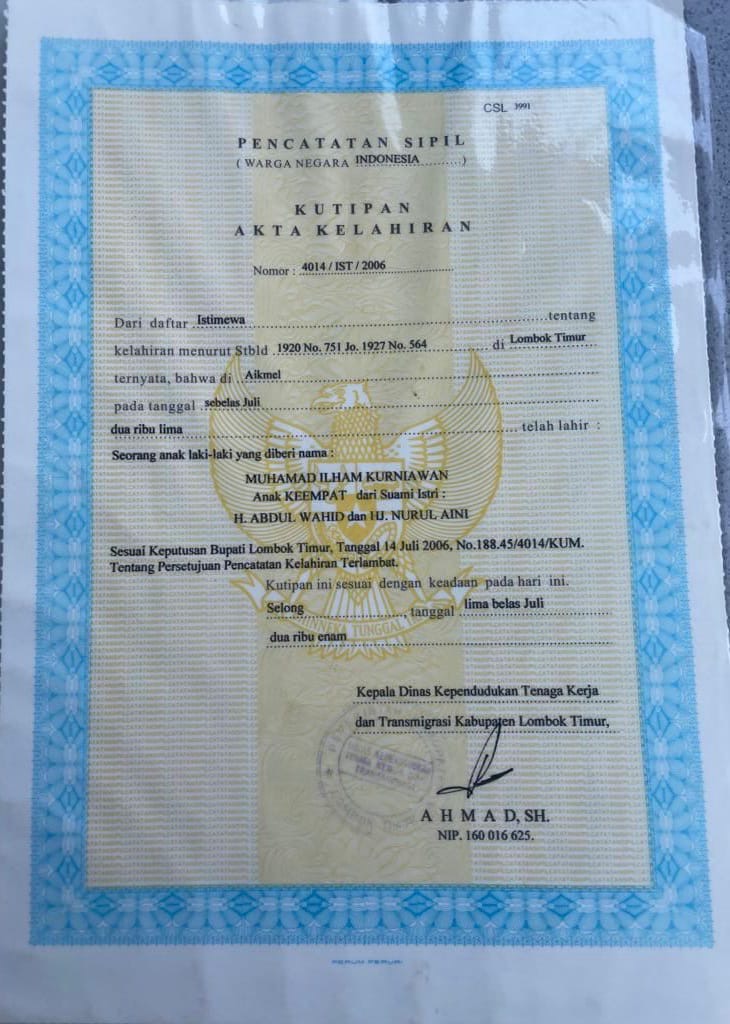 CSL 3991
PENCATATAN SIPIL
( WARGA NEGARA INDONESIA ........)
KUTIPAN
AKTA KELAHIRAN
Nomor : 4014 / IST / 2006
Dari daftar Istimewa tentang
kelahiran menurut Stbld 1920 No. 751 Jo. 1927 No. 564 di Lombok Timur
ternyata, bahwa di Aikmel
pada tanggal sebelas Juli
dua ribu lima telah lahir :
Seorang anak laki-laki yang diberi nama :
MUHAMAD ILHAM KURNIAWAN
Anak KEEMPAT dari Suami Istri :
H. ABDUL WAHID dan HJ. NURUL AINI
Sesuai Keputusan Bupati Lombok Timur, Tanggal 14 Juli 2006, No.188.45/4014/KUM.
Tentang Persetujuan Pencatatan Kelahiran Terlambat.
Kutipan ini sesuai dengan keadaan pada hari ini.
Selong tanggal lima belas Juli
TUNGGAL
dua ribu enam
Kepala Dinas Kependudukan Tenaga Kerja
dan Transmigrasi Kabupaten Lombok Timur,
A H M A D, SH.
NIP. 160 016 625.
PERUM PERURI